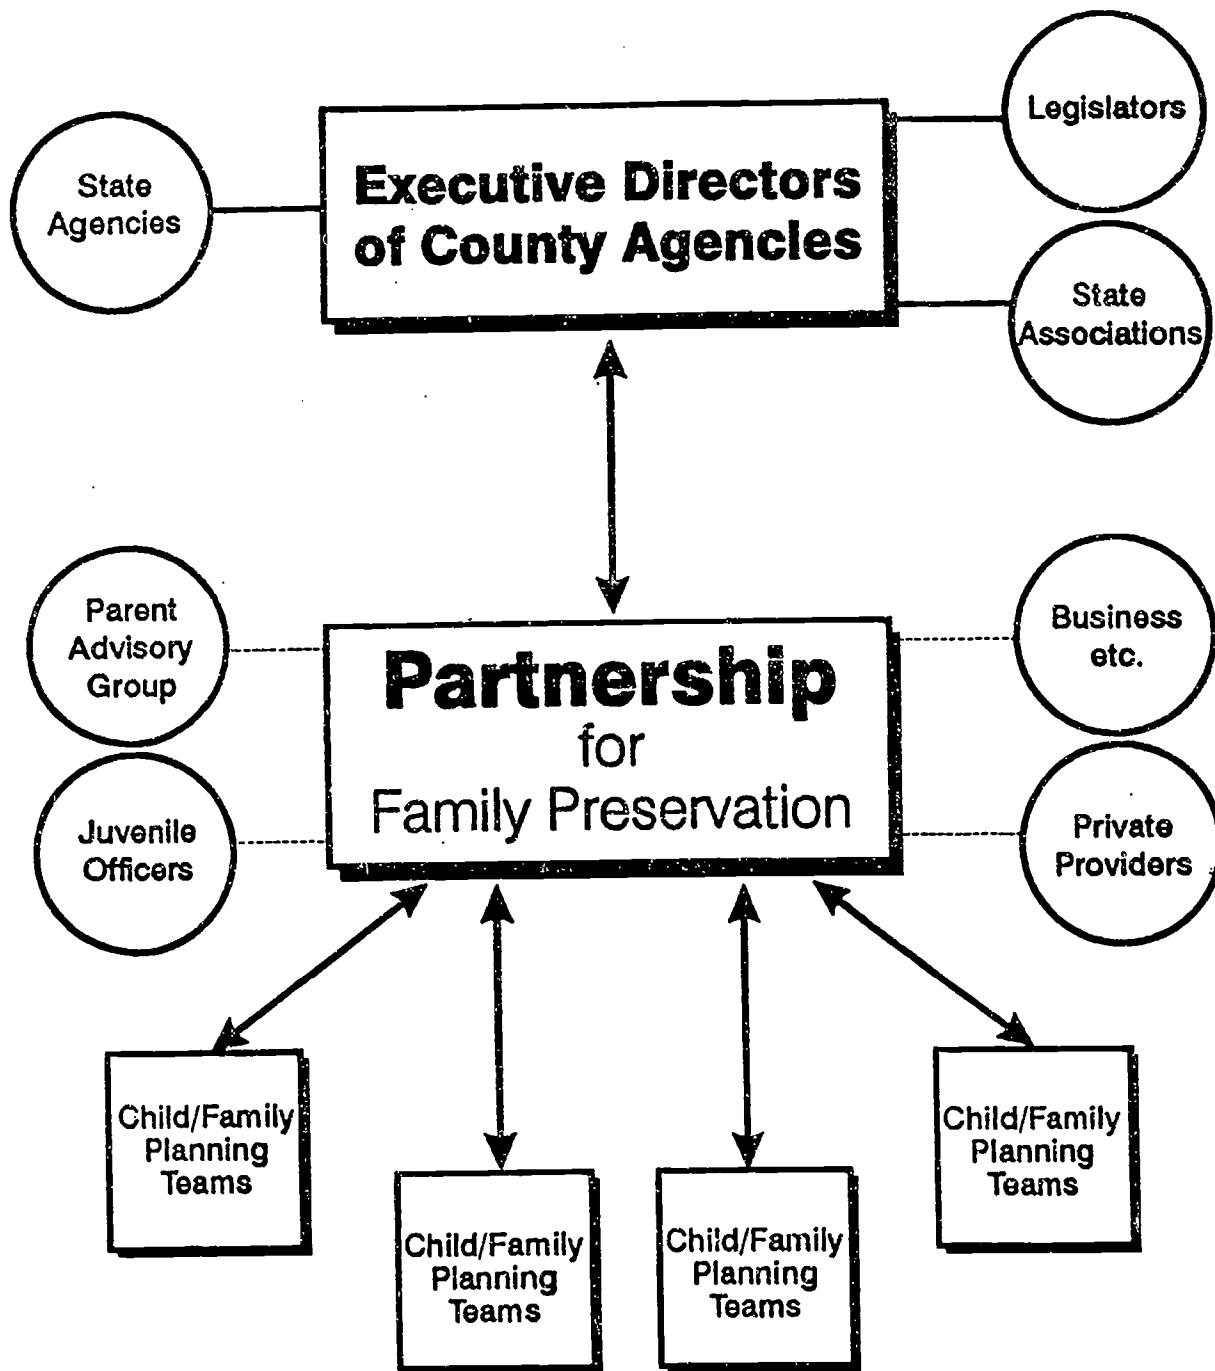 Legislators
State
Agencies
Executive Directors
of County Agencies
State
Associations
Parent
Advisory
Group
Business
etc.
Partnership
for
Family Preservation
Juvenile
Officers
Private
Providers
Child/Family
Planning
Teams
Child/Family
Planning
Teams
Child/Family
Planning
Teams
Child/Family
Planning
Teams